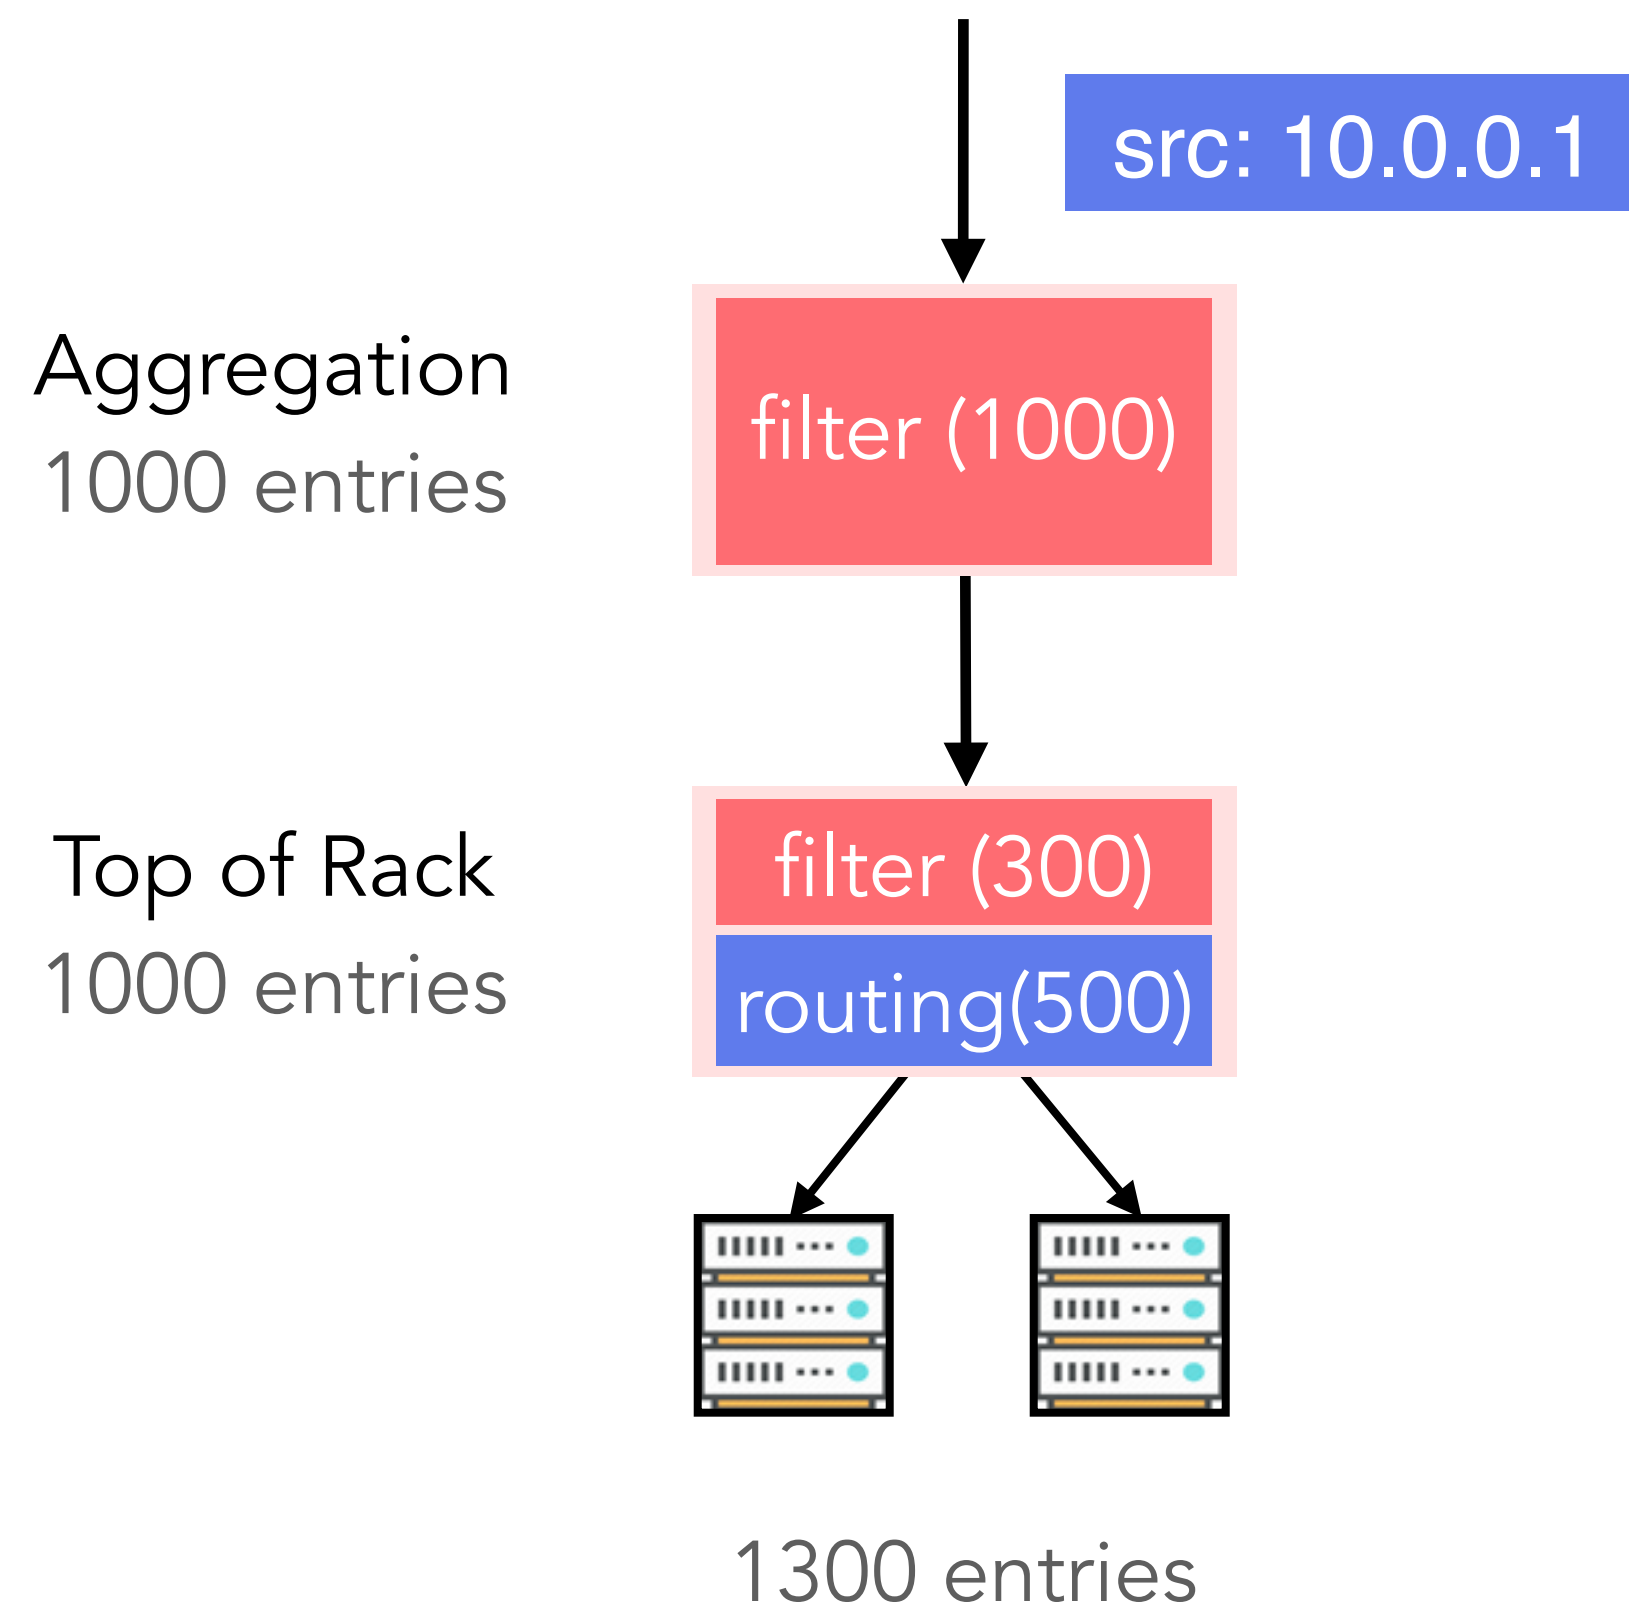 src: 10.0.0.1
Aggregation
1000 entries
filter (1000)
Top of Rack
1000 entries
filter (300)
routing(500)
1300 entries